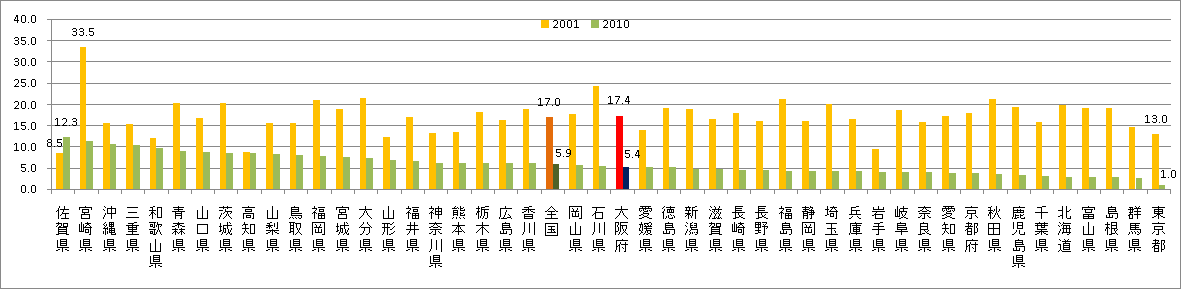 2001 2010
40.0
35.0
30.0
25.0
20.0
15.0
10.0
5.0
0.0
8.5
12.3
33.5
17.0
5.9
17.4
5.4
13.0
1.0
佐賀県
宮崎県
沖縄県
三重県
和歌山県
青森県
山口県
茨城県
高知県
山梨県
鳥取県
福岡県
宮城県
大分県
山形県
福井県
神奈川県
熊本県
栃木県
広島県
香川県
全国
岡山県
石川県
大阪府
愛媛県
徳島県
新潟県
滋賀県
長崎県
長野県
福島県
静岡県
埼玉県
兵庫県
岩手県
岐阜県
奈良県
愛知県
京都府
秋田県
鹿児島県
千葉県
北海道
富山県
島根県
群馬県
東京都